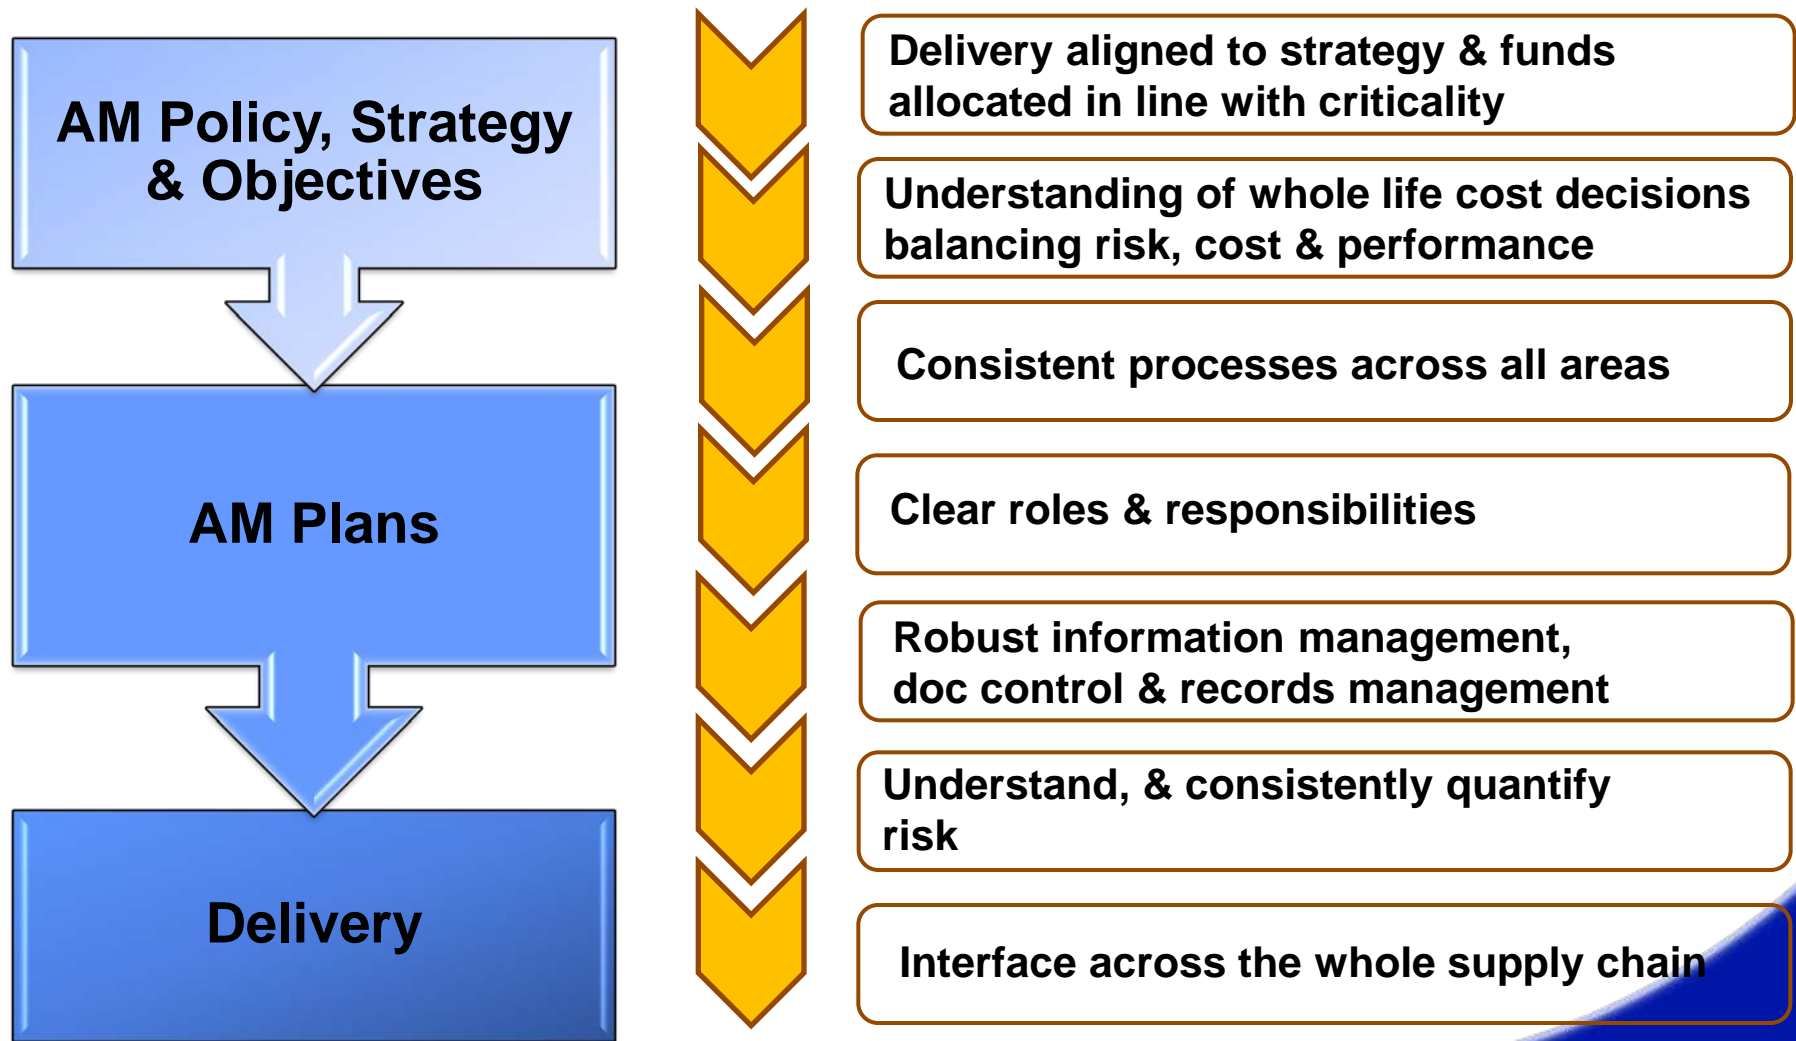 AM Policy, Strategy
& Objectives
AM Plans
Delivery
Delivery aligned to strategy & funds
allocated in line with criticality
Understanding of whole life cost decisions
balancing risk, cost & performance
Consistent processes across all areas
Clear roles & responsibilities
Robust information management,
doc control & records management
Understand, & consistently quantify
risk
Interface across the whole supply chain